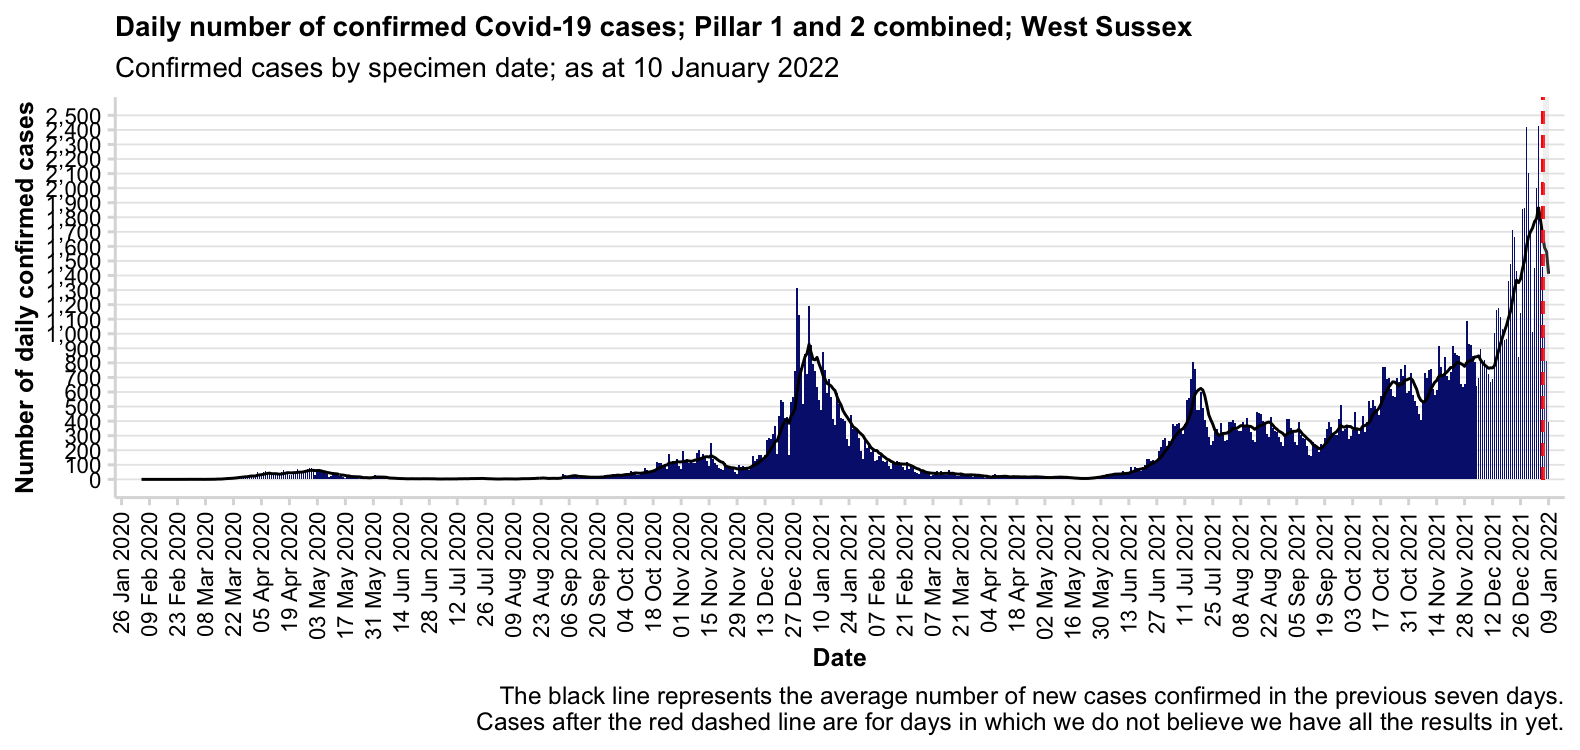 Daily number of confirmed Covid-19 cases; Pillar 1 and 2 combined; West Sussex
Confirmed cases by specimen date; as at 10 January 2022
Number of daily confirmed cases
2,500
2,400
2,300
2,200
2,100
2,000
1,900
1,800
1,700
1,600
1,500
1,400
1,300
1,200
1,100
1,000
900
800
700
600
500
400
300
200
100
0
26 Jan 2020
09 Feb 2020
23 Feb 2020
08 Mar 2020
22 Mar 2020
05 Apr 2020
19 Apr 2020
03 May 2020
17 May 2020
31 May 2020
14 Jun 2020
28 Jun 2020
12 Jul 2020
26 Jul 2020
09 Aug 2020
23 Aug 2020
06 Sep 2020
20 Sep 2020
04 Oct 2020
18 Oct 2020
01 Nov 2020
15 Nov 2020
29 Nov 2020
13 Dec 2020
27 Dec 2020
10 Jan 2021
24 Jan 2021
07 Feb 2021
21 Feb 2021
07 Mar 2021
21 Mar 2021
04 Apr 2021
18 Apr 2021
02 May 2021
16 May 2021
30 May 2021
13 Jun 2021
27 Jun 2021
11 Jul 2021
25 Jul 2021
08 Aug 2021
22 Aug 2021
05 Sep 2021
19 Sep 2021
03 Oct 2021
17 Oct 2021
31 Oct 2021
14 Nov 2021
28 Nov 2021
12 Dec 2021
26 Dec 2021
09 Jan 2022
Date
The black line represents the average number of new cases confirmed in the previous seven days.
Cases after the red dashed line are for days in which we do not believe we have all the results in yet.